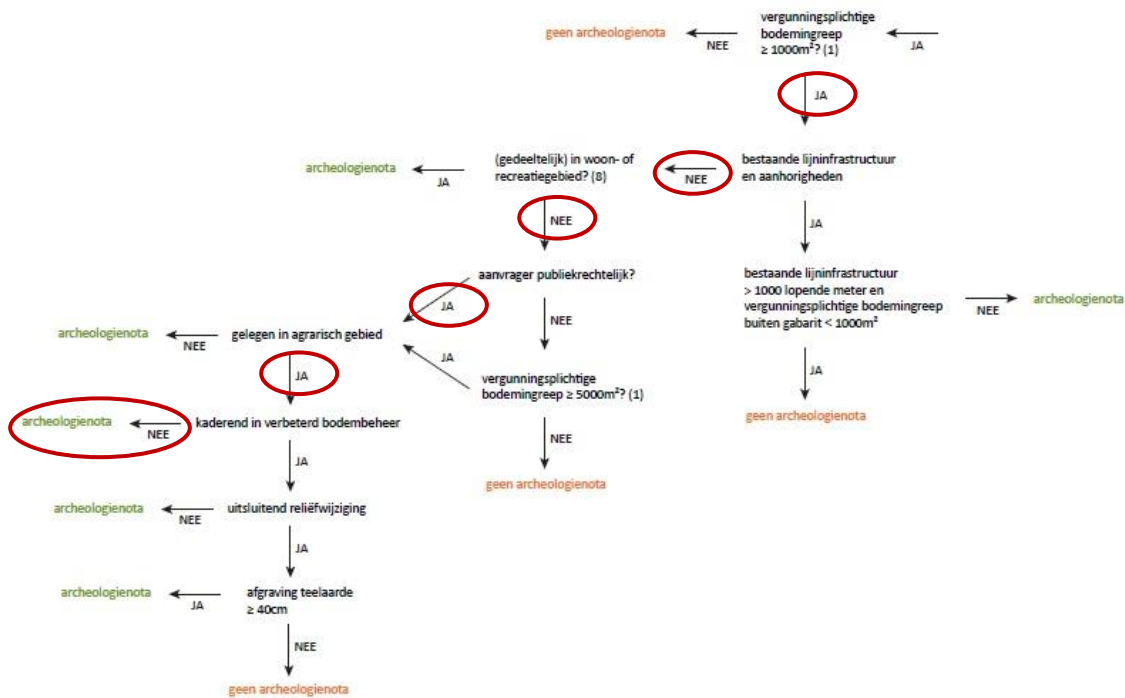 vergunningsplichtige
geen archeologienota
bodemingreep
NEE
≥ 1000m²? (1)
JA
JA
archeologienota
JA
(gedeeltelijk) in woon- of
recreatiegebied? (8)
NEE
bestaande lijninfrastructuur
en aanhorigheden
NEE
JA
aanvrager publiekrechtelijk?
bestaande lijninfrastructuur
> 1000 lopende meter en
vergunningsplichtige bodemingreep
buiten gabarit < 1000m²
NEE
archeologienota
JA
NEE
archeologienota
NEE
gelegen in agrarisch gebied
JA
JA
vergunningsplichtige
bodemingreep ≥ 5000m²? (1)
JA
geen archeologienota
archeologienota
NEE
kaderend in verbeterd bodembeheer
NEE
JA
geen archeologienota
archeologienota
NEE
uitsluitend reliëfwijziging
JA
archeologienota
JA
afgraving teelaarde
≥ 40cm
NEE
geen archeologienota